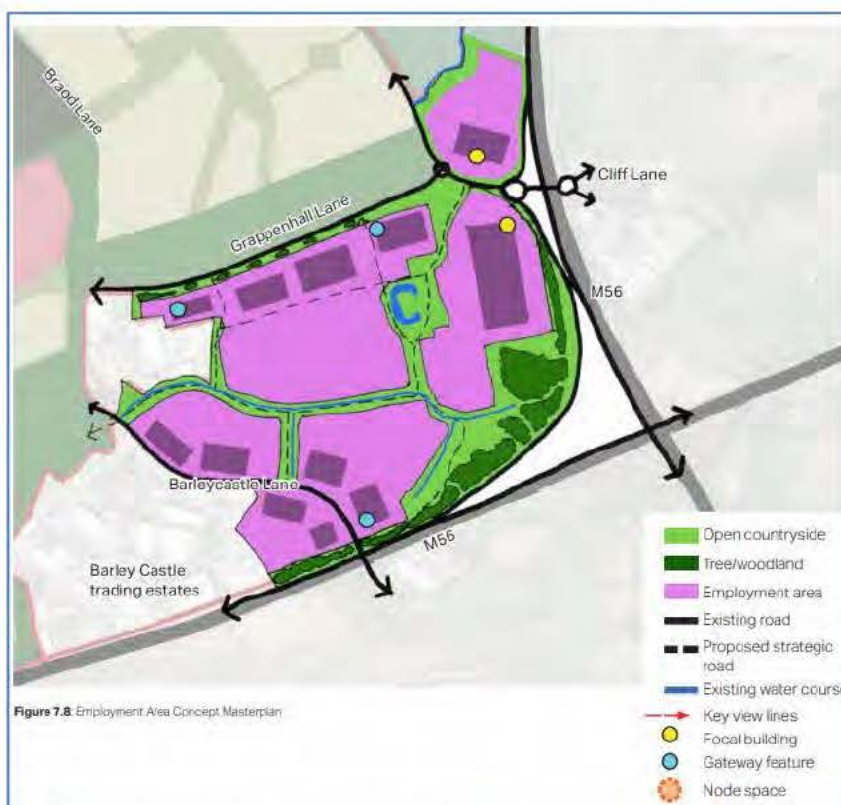 Braod Lane
Cliff Lane
Grappenhall Lane
M56
Barleycastle Lane
M56
Barley Castle
trading estates
Open countryside
Tree/woodland
Employment area
Existing road
Proposed strategic
road
Existing water course
Key view lines
Focal building
Gateway feature
Node space
Figure 7.8: Employment Area Concept Masterplan